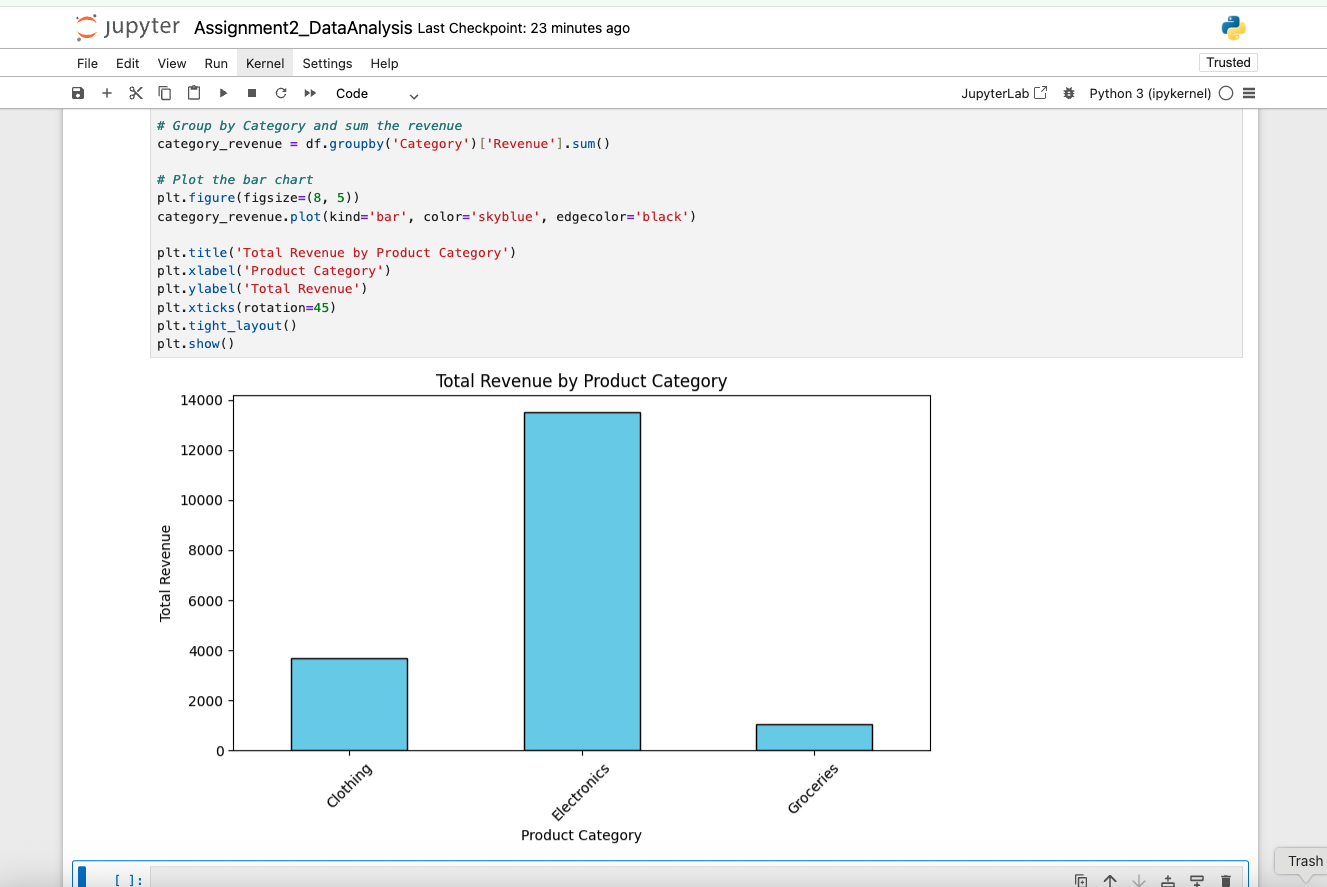 jupyter Assignment2_DataAnalysis Last Checkpoint: 23 minutes ago
File Edit View Run Kernel Settings Help
Trusted
Code
JupyterLab
Python 3 (ipykernel)
# Group by Category and sum the revenue
category_revenue = df.groupby('Category')['Revenue'].sum()
# Plot the bar chart
plt.figure(figsize=(8, 5))
category_revenue.plot(kind='bar', color='skyblue', edgecolor='black')
plt.title('Total Revenue by Product Category')
plt.xlabel('Product Category')
plt.ylabel('Total Revenue')
plt.xticks(rotation=45)
plt.tight_layout()
plt.show()
Total Revenue by Product Category
14000
12000
10000
8000
6000
4000
2000
0
Total Revenue
Clothing
Electronics
Groceries
Product Category
[ ]:
Trash